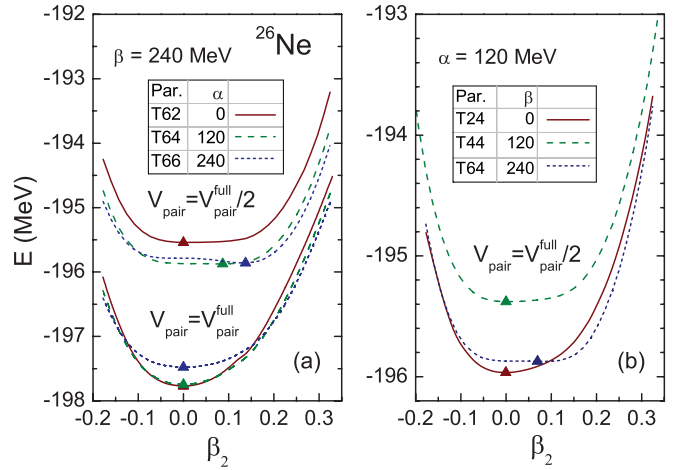 -192
-193
-194
-195
-196
-197
-198
E (MeV)
²⁶Ne
β = 240 MeV
Par. α
T62 0
T64 120
T66 240
V_pair=V_pair^full/2
V_pair=V_pair^full
(a)
-0.2 -0.1 0.0 0.1 0.2 0.3
β₂
-193
-194
-195
-196
α = 120 MeV
Par. β
T24 0
T44 120
T64 240
V_pair=V_pair^full/2
(b)
-0.2 -0.1 0.0 0.1 0.2 0.3
β₂